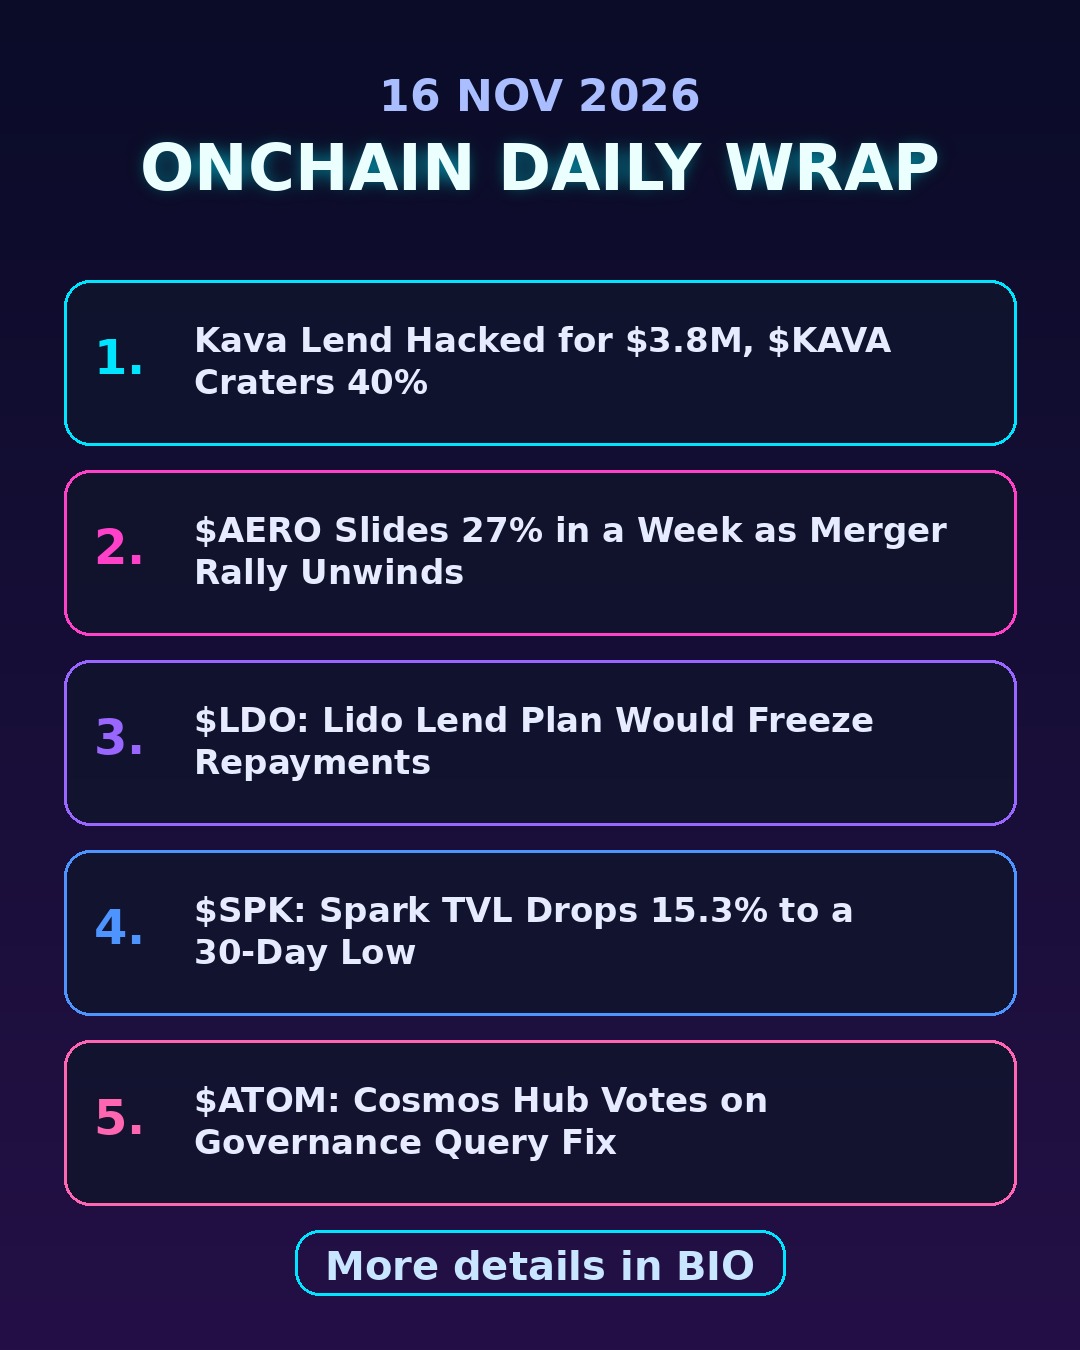 16 NOV 2026
ONCHAIN DAILY WRAP
1.
Kava Lend Hacked for $3.8M, $KAVA
Craters 40%
2.
$AERO Slides 27% in a Week as Merger
Rally Unwinds
3.
$LDO: Lido Lend Plan Would Freeze
Repayments
4.
$SPK: Spark TVL Drops 15.3% to a
30-Day Low
5.
$ATOM: Cosmos Hub Votes on
Governance Query Fix
More details in BIO